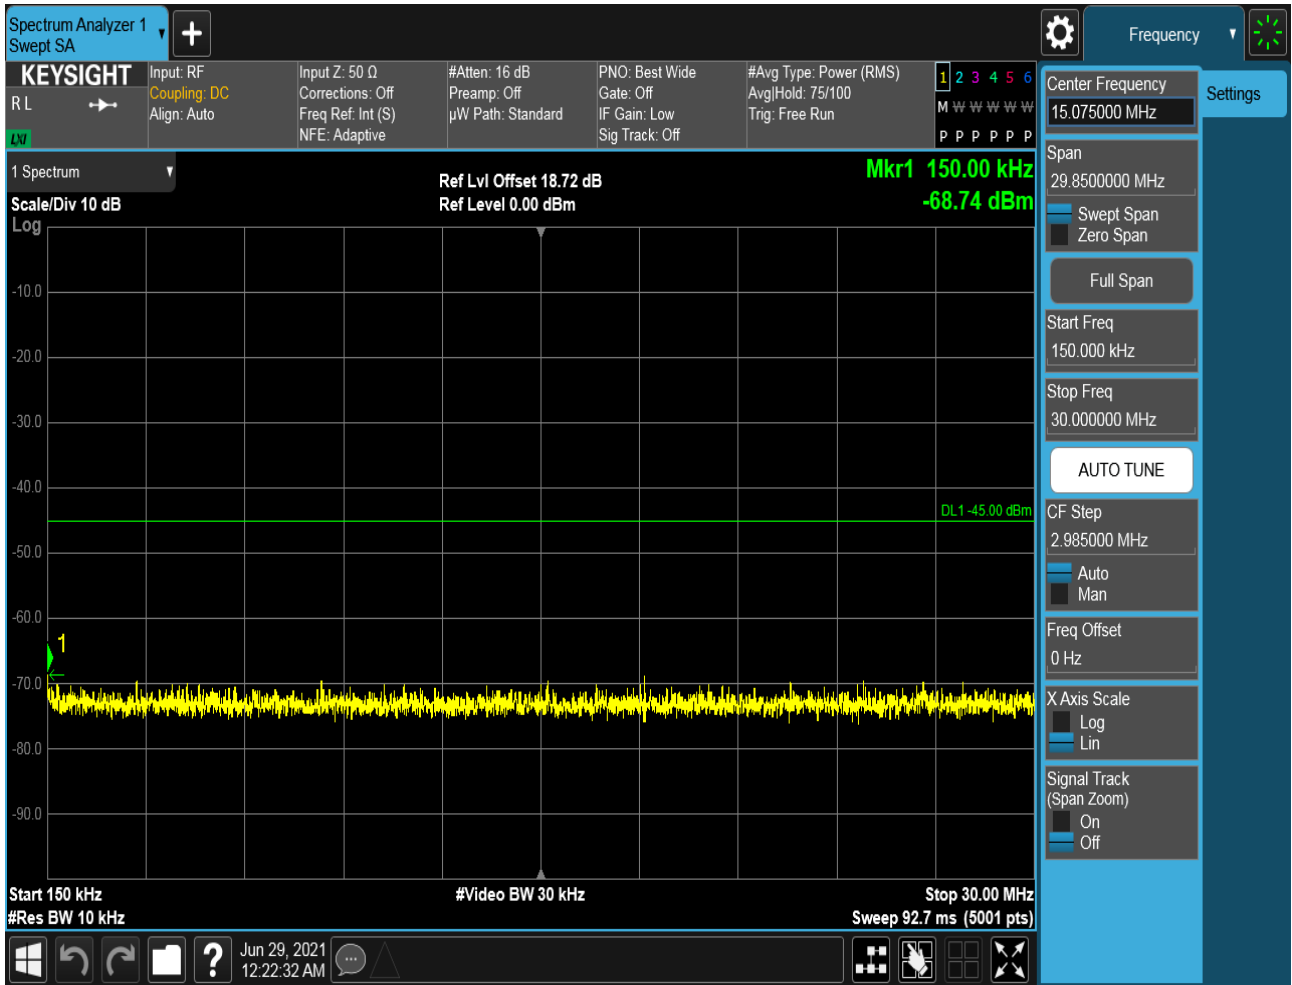 Spectrum Analyzer 1
Swept SA
+
Frequency
KEYSIGHT
R L
LXI
Input: RF
Coupling: DC
Align: Auto
Input Z: 50 Ω
Corrections: Off
Freq Ref: Int (S)
NFE: Adaptive
#Atten: 16 dB
Preamp: Off
µW Path: Standard
PNO: Best Wide
Gate: Off
IF Gain: Low
Sig Track: Off
#Avg Type: Power (RMS)
Avg|Hold: 75/100
Trig: Free Run
1 2 3 4 5 6
M W W W W W
P P P P P P
1 Spectrum
Scale/Div 10 dB
Log
Ref Lvl Offset 18.72 dB
Ref Level 0.00 dBm
Mkr1 150.00 kHz
-68.74 dBm
-10.0
-20.0
-30.0
-40.0
DL1 -45.00 dBm
-50.0
-60.0
1
-70.0
-80.0
-90.0
Start 150 kHz
#Video BW 30 kHz
Stop 30.00 MHz
#Res BW 10 kHz
Sweep 92.7 ms (5001 pts)
Center Frequency
15.075000 MHz
Settings
Span
29.8500000 MHz
Swept Span
Zero Span
Full Span
Start Freq
150.000 kHz
Stop Freq
30.000000 MHz
AUTO TUNE
CF Step
2.985000 MHz
Auto
Man
Freq Offset
0 Hz
X Axis Scale
Log
Lin
Signal Track
(Span Zoom)
On
Off
?
Jun 29, 2021
12:22:32 AM